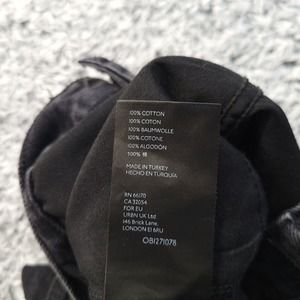 100% COTTON
100% COTON
100% BAUMWOLLE
100% COTONE
100% ALGODÓN
100% 棉
MADE IN TURKEY
HECHO EN TURQUÍA
RN 66170
CA 32054
FOR EU
URBN UK Ltd
146 Brick Lane,
LONDON E1 6RU
OB1271078